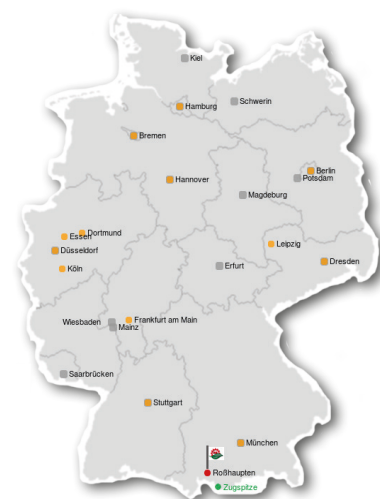 Kiel
Schwerin
Hamburg
Bremen
Berlin
Potsdam
Hannover
Magdeburg
Dortmund
Essen
Düsseldorf
Leipzig
Dresden
Köln
Erfurt
Wiesbaden
Frankfurt am Main
Mainz
Saarbrücken
Stuttgart
München
Roßhaupten
Zugspitze